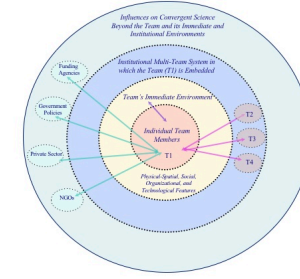 Influences on Convergent Science
Beyond the Team and its Immediate and
Institutional Environments
Funding
Agencies
Institutional Multi-Team System in
which the Team (T1) is Embedded
Team's Immediate Environment
Government
Policies
T2
Individual Team
Members
T3
Private Sector
T1
T4
Physical-Spatial, Social,
Organizational, and
Technological Features
NGOs